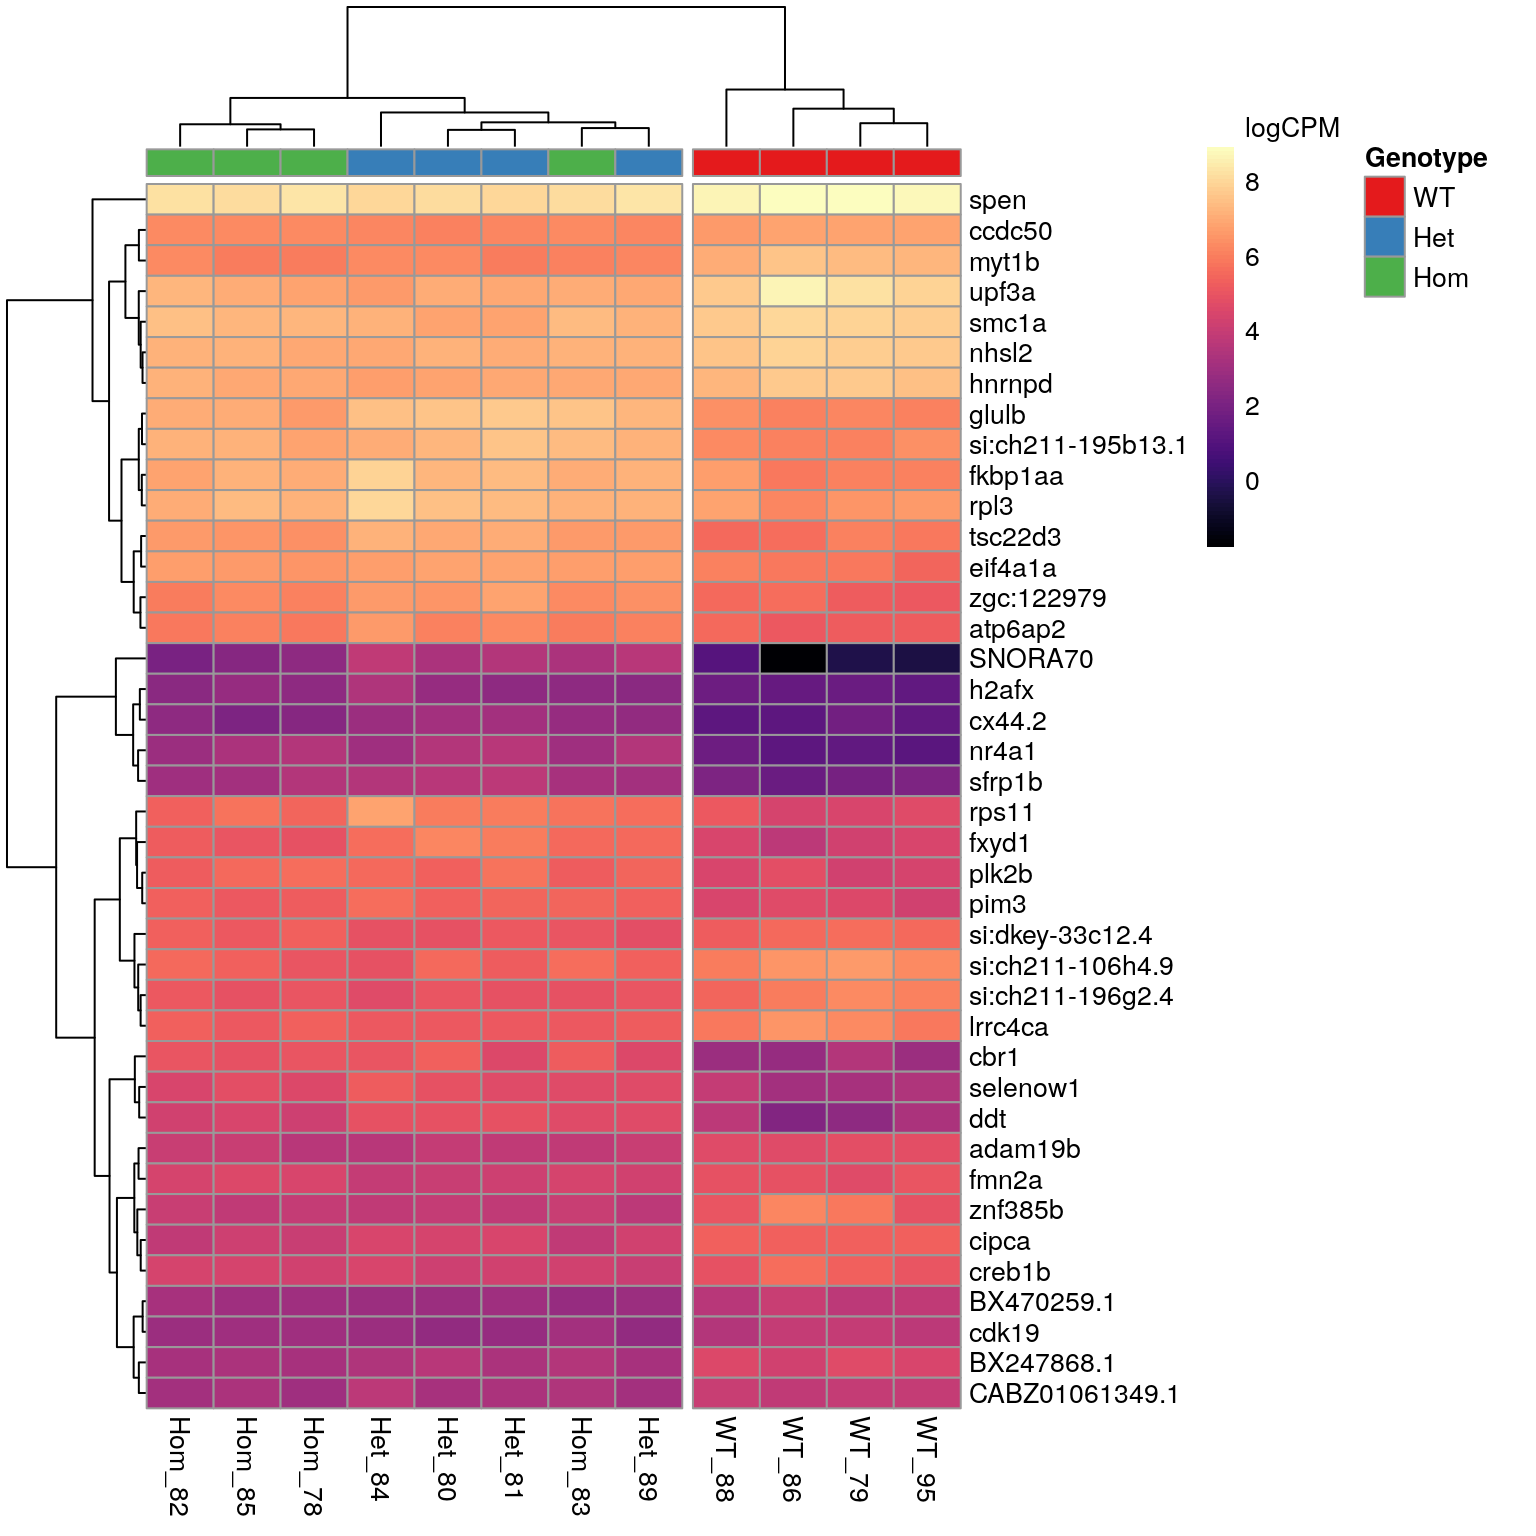 logCPM
8
6
4
2
0
Genotype
WT
Het
Hom
spen
ccdc50
myt1b
upf3a
smc1a
nhsl2
hnrnpd
glulb
si:ch211-195b13.1
fkbp1aa
rpl3
tsc22d3
eif4a1a
zgc:122979
atp6ap2
SNORA70
h2afx
cx44.2
nr4a1
sfrp1b
rps11
fxyd1
plk2b
pim3
si:dkey-33c12.4
si:ch211-106h4.9
si:ch211-196g2.4
lrrc4ca
cbr1
selenow1
ddt
adam19b
fmn2a
znf385b
cipca
creb1b
BX470259.1
cdk19
BX247868.1
CABZ01061349.1
Hom_82
Hom_85
Hom_78
Het_84
Het_80
Het_81
Hom_83
Het_89
WT_88
WT_86
WT_79
WT_95